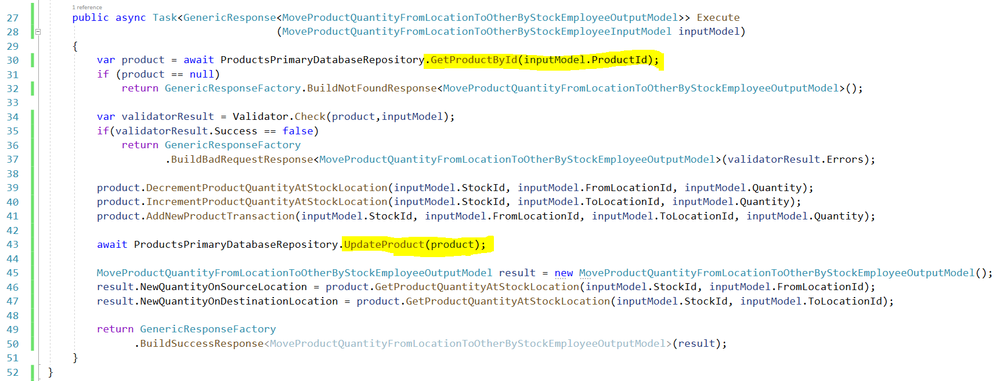 1 reference
27 public async Task<GenericResponse<MoveProductQuantityFromLocationToOtherByStockEmployeeOutputModel>> Execute
28 (MoveProductQuantityFromLocationToOtherByStockEmployeeInputModel inputModel)
29 {
30 var product = await ProductsPrimaryDatabaseRepository.GetProductById(inputModel.ProductId);
31 if (product == null)
32 return GenericResponseFactory.BuildNotFoundResponse<MoveProductQuantityFromLocationToOtherByStockEmployeeOutputModel>();
33
34 var validatorResult = Validator.Check(product,inputModel);
35 if(validatorResult.Success == false)
36 return GenericResponseFactory
37 .BuildBadRequestResponse<MoveProductQuantityFromLocationToOtherByStockEmployeeOutputModel>(validatorResult.Errors);
38
39 product.DecrementProductQuantityAtStockLocation(inputModel.StockId, inputModel.FromLocationId, inputModel.Quantity);
40 product.IncrementProductQuantityAtStockLocation(inputModel.StockId, inputModel.ToLocationId, inputModel.Quantity);
41 product.AddNewProductTransaction(inputModel.StockId, inputModel.FromLocationId, inputModel.ToLocationId, inputModel.Quantity);
42
43 await ProductsPrimaryDatabaseRepository.UpdateProduct(product);
44
45 MoveProductQuantityFromLocationToOtherByStockEmployeeOutputModel result = new MoveProductQuantityFromLocationToOtherByStockEmployeeOutputModel();
46 result.NewQuantityOnSourceLocation = product.GetProductQuantityAtStockLocation(inputModel.StockId, inputModel.FromLocationId);
47 result.NewQuantityOnDestinationLocation = product.GetProductQuantityAtStockLocation(inputModel.StockId, inputModel.ToLocationId);
48
49 return GenericResponseFactory
50 .BuildSuccessResponse<MoveProductQuantityFromLocationToOtherByStockEmployeeOutputModel>(result);
51 }
52 }